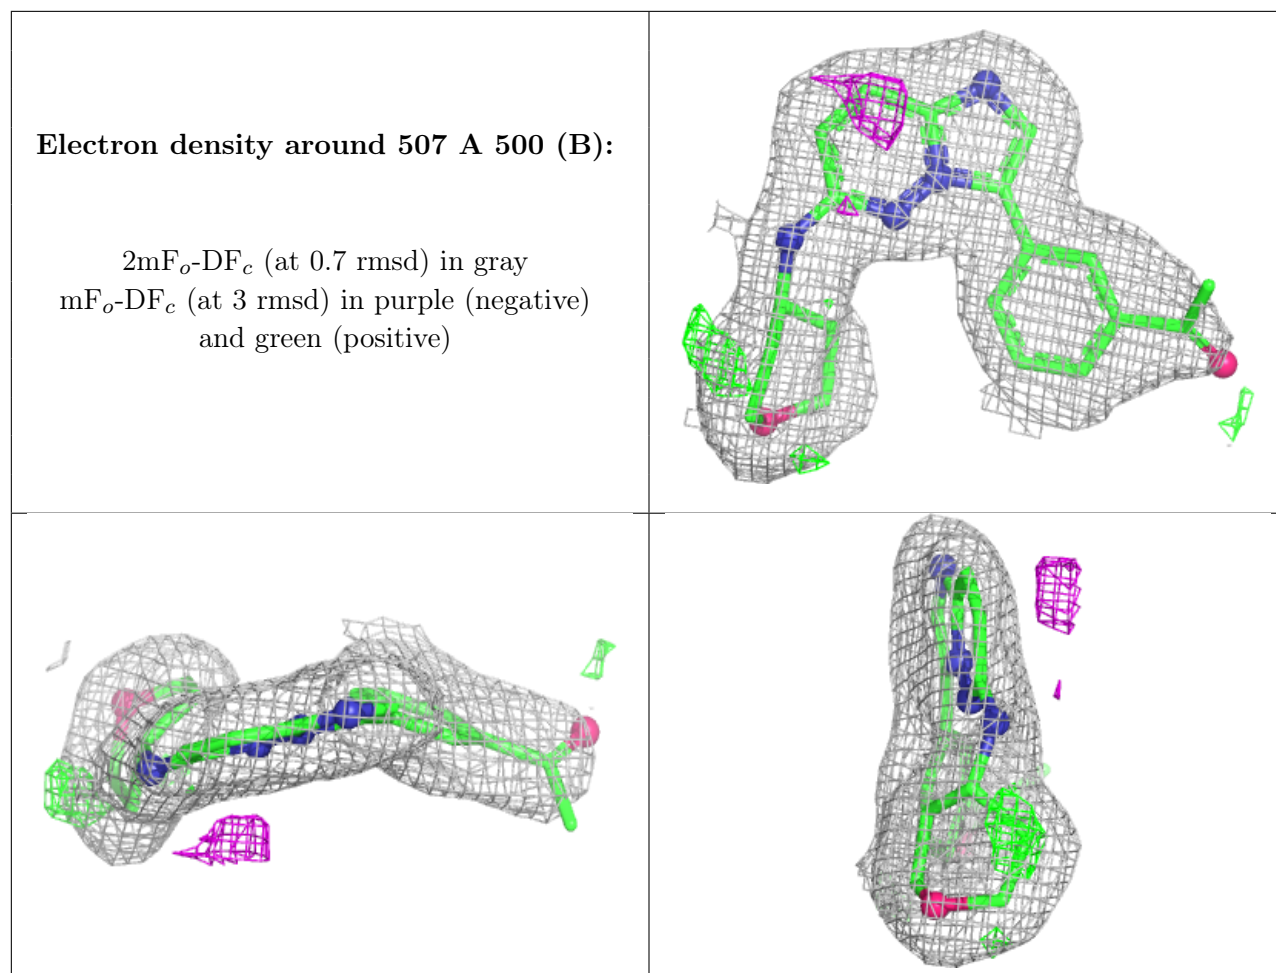 Electron density around 507 A 500 (B):
2mFo-DFc (at 0.7 rmsd) in gray
mFo-DFc (at 3 rmsd) in purple (negative)
and green (positive)